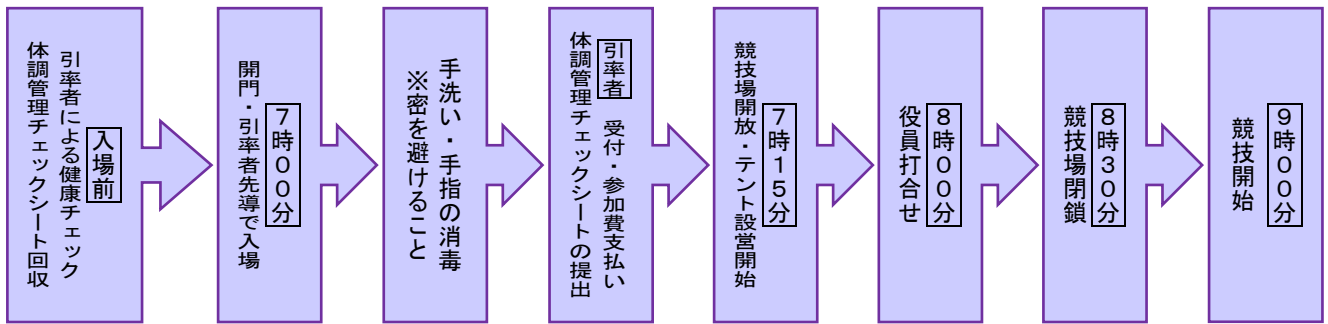 入場前
引率者による健康チェック
体調管理チェックシート回収
７時００分
開門・引率者先導で入場
手洗い・手指の消毒
※密を避けること
引率者　受付・参加費支払い
体調管理チェックシートの提出
７時１５分
競技場開放・テント設営開始
８時００分
役員打合せ
８時３０分
競技場閉鎖
９時００分
競技開始